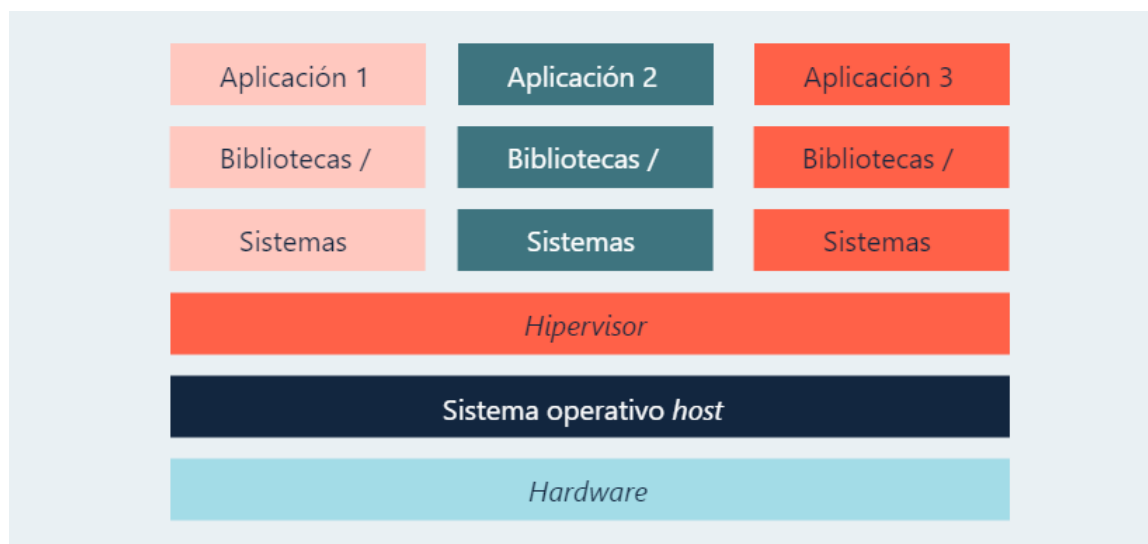 Aplicación 1
Aplicación 2
Aplicación 3
Bibliotecas /
Bibliotecas /
Bibliotecas /
Sistemas
Sistemas
Sistemas
Hipervisor
Sistema operativo host
Hardware